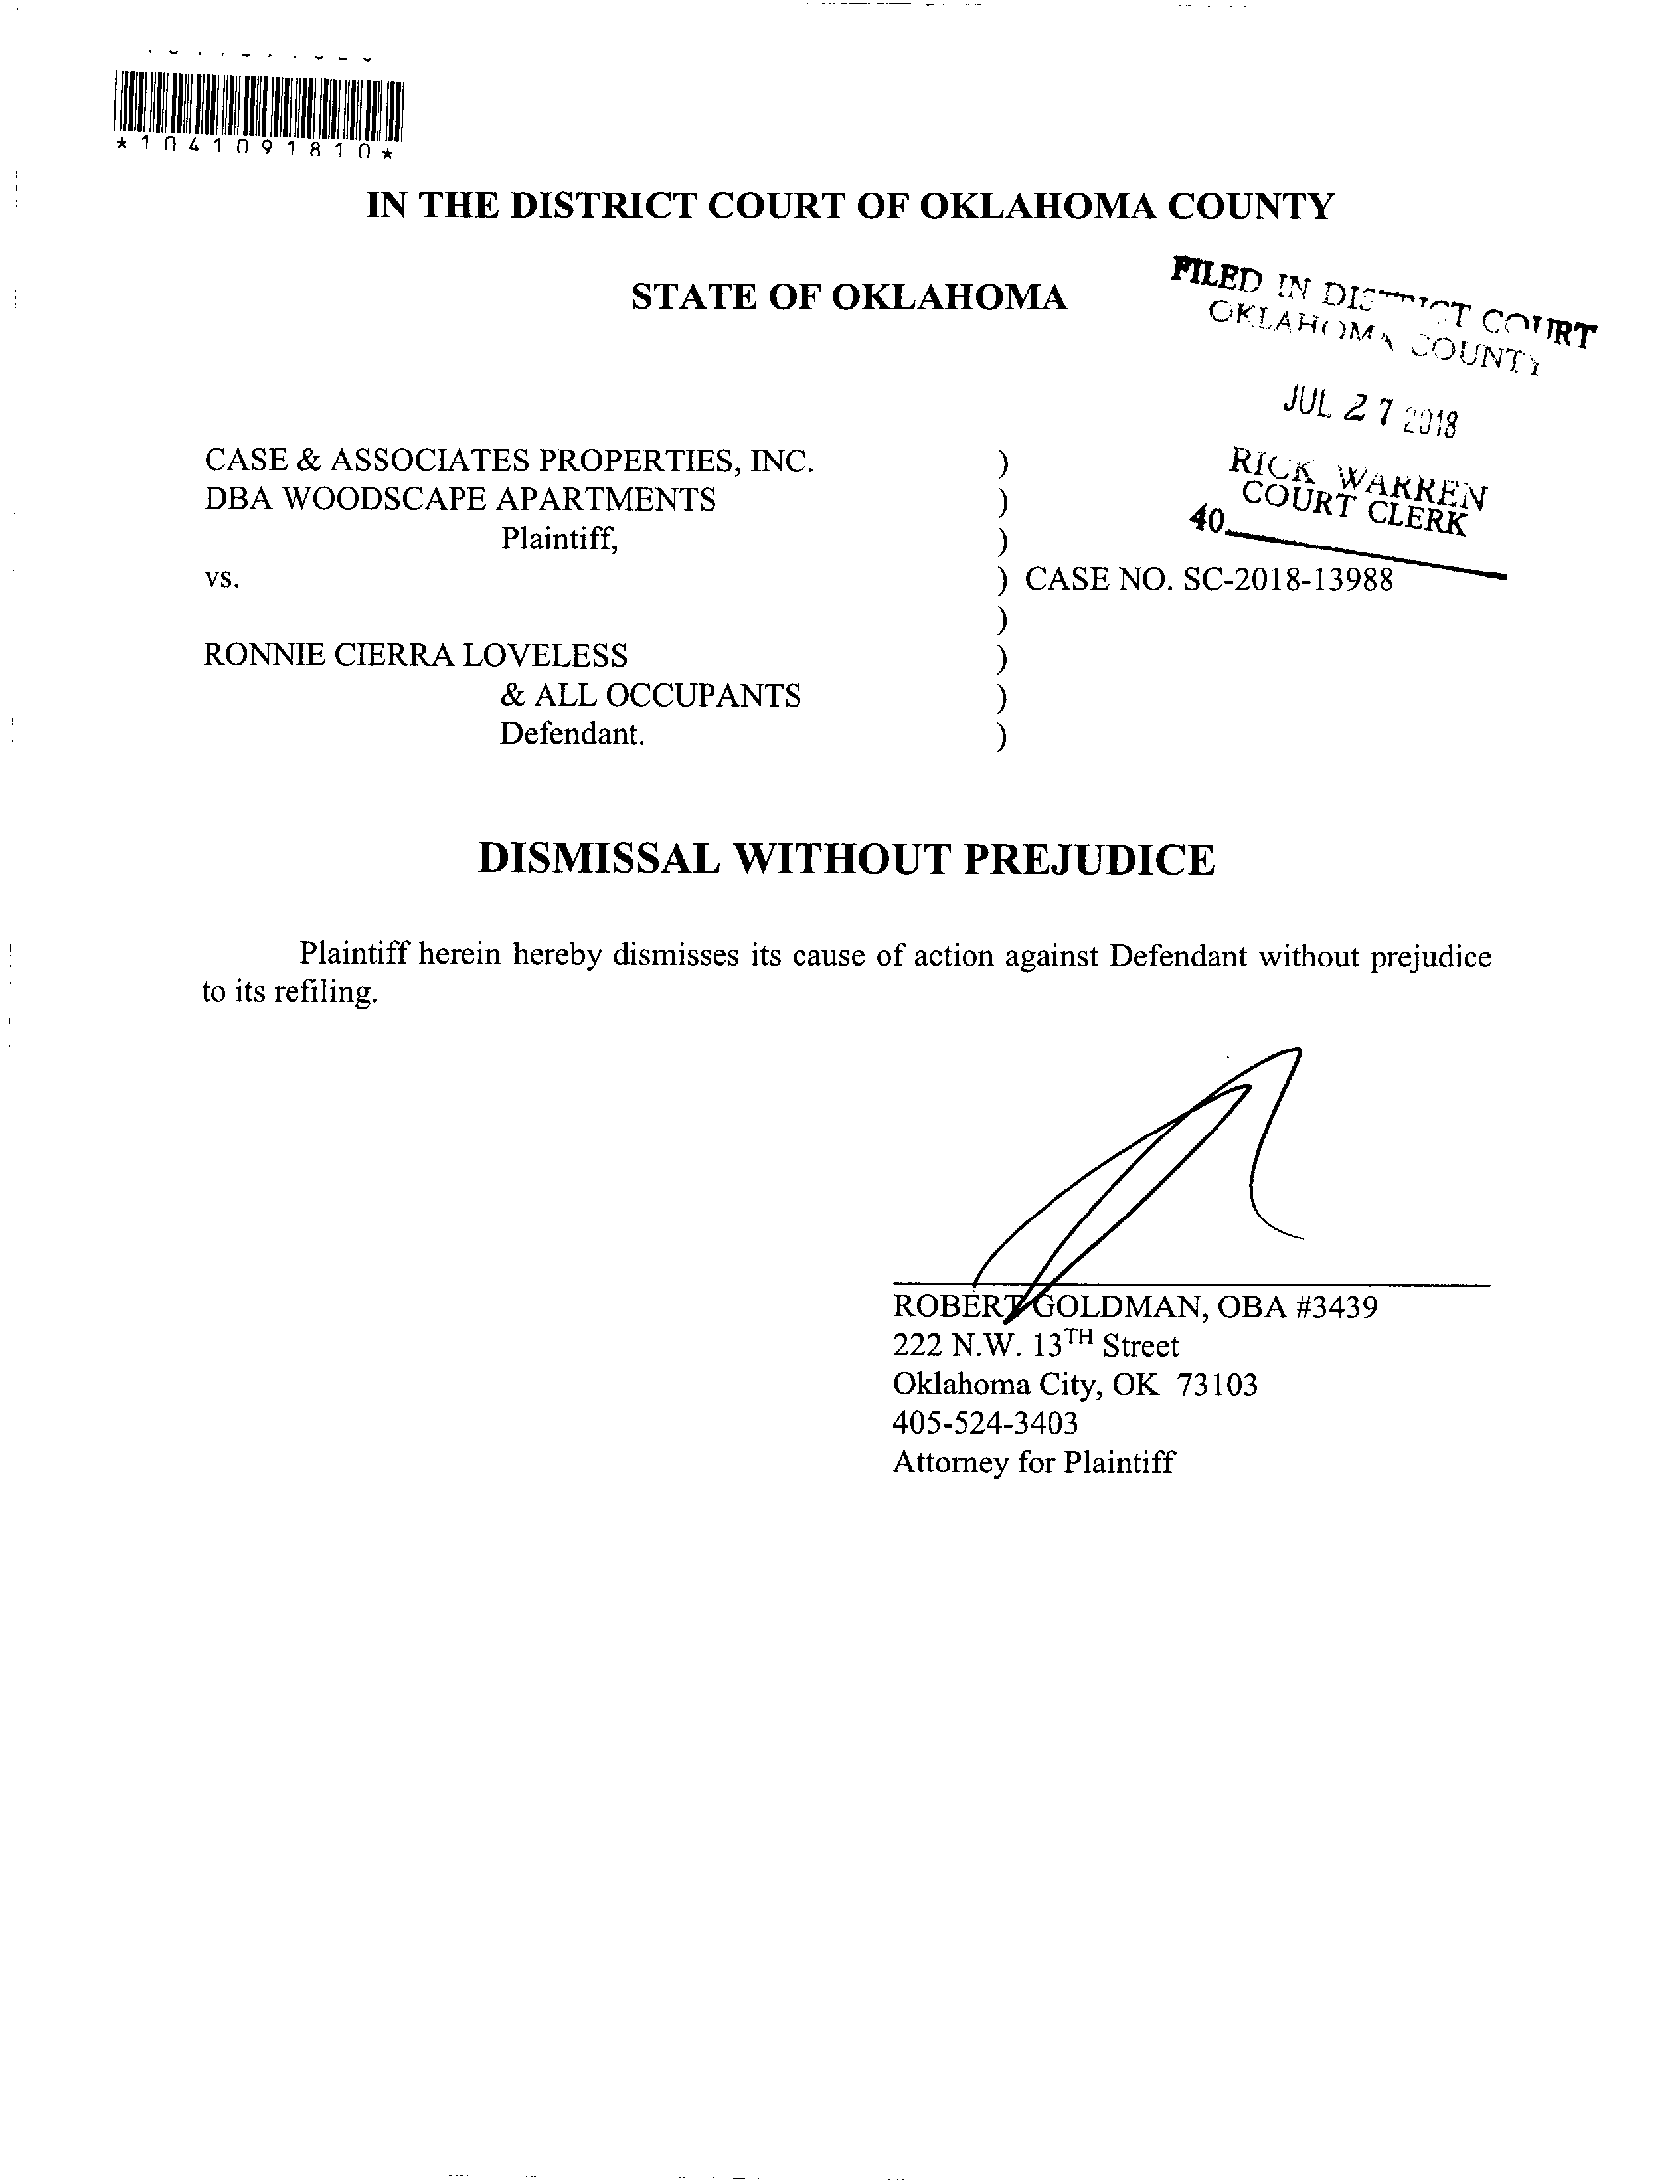 *1041091810*
IN THE DISTRICT COURT OF OKLAHOMA COUNTY
STATE OF OKLAHOMA
FILED IN DISTRICT COURT
OKLAHOMA COUNTY
JUL 27 2018
RICK WARREN
COURT CLERK
40
CASE & ASSOCIATES PROPERTIES, INC. )
DBA WOODSCAPE APARTMENTS )
Plaintiff, )
vs. ) CASE NO. SC-2018-13988
)
RONNIE CIERRA LOVELESS )
& ALL OCCUPANTS )
Defendant. )
DISMISSAL WITHOUT PREJUDICE
Plaintiff herein hereby dismisses its cause of action against Defendant without prejudice
to its refiling.
ROBERT GOLDMAN, OBA #3439
222 N.W. 13TH Street
Oklahoma City, OK 73103
405-524-3403
Attorney for Plaintiff